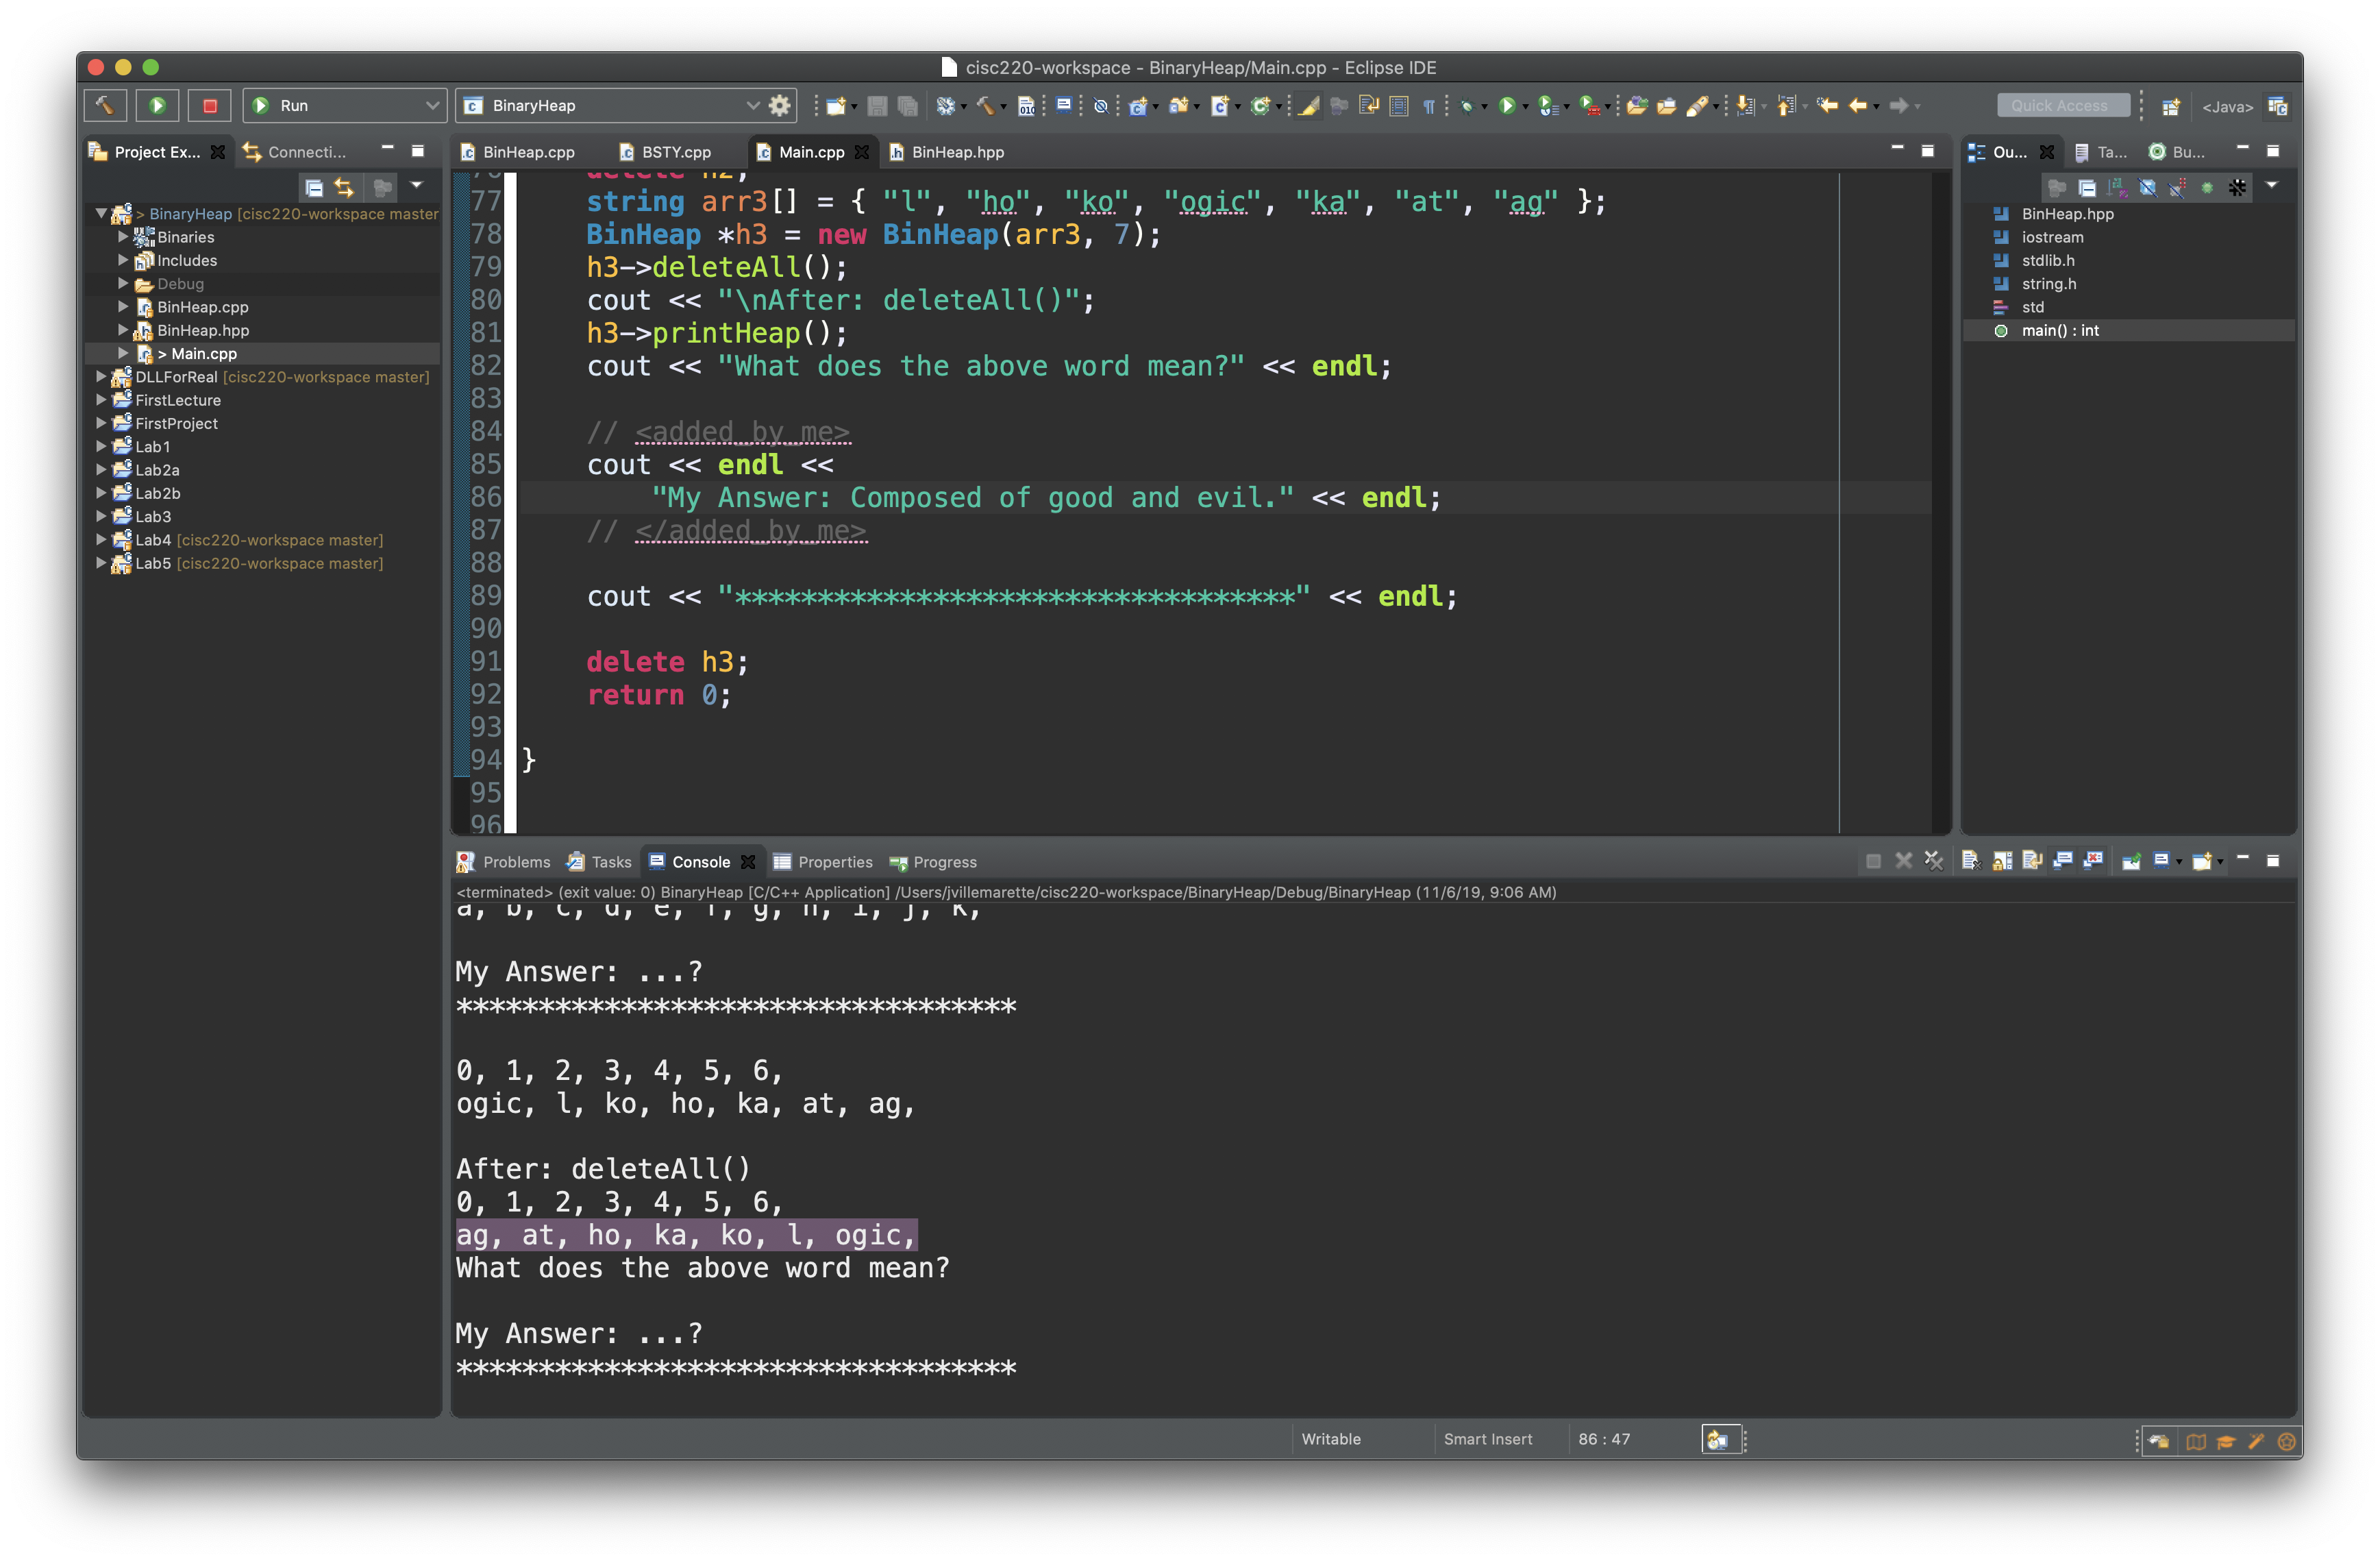 cisc220-workspace - BinaryHeap/Main.cpp - Eclipse IDE
Run
BinaryHeap
Quick Access
<Java>
Project Ex...
Connecti...
> BinaryHeap [cisc220-workspace master
Binaries
Includes
Debug
BinHeap.cpp
BinHeap.hpp
> Main.cpp
DLLForReal [cisc220-workspace master]
FirstLecture
FirstProject
Lab1
Lab2a
Lab2b
Lab3
Lab4 [cisc220-workspace master]
Lab5 [cisc220-workspace master]
BinHeap.cpp
BSTY.cpp
Main.cpp
BinHeap.hpp
76 delete h2;
77 string arr3[] = { "l", "ho", "ko", "ogic", "ka", "at", "ag" };
78 BinHeap *h3 = new BinHeap(arr3, 7);
79 h3->deleteAll();
80 cout << "\nAfter: deleteAll()";
81 h3->printHeap();
82 cout << "What does the above word mean?" << endl;
83
84 // <added_by_me>
85 cout << endl <<
86 "My Answer: Composed of good and evil." << endl;
87 // </added_by_me>
88
89 cout << "**********************************" << endl;
90
91 delete h3;
92 return 0;
93
94 }
95
96
Ou...
Ta...
Bu...
BinHeap.hpp
iostream
stdlib.h
string.h
std
main() : int
Problems
Tasks
Console
Properties
Progress
<terminated> (exit value: 0) BinaryHeap [C/C++ Application] /Users/jvillemarette/cisc220-workspace/BinaryHeap/Debug/BinaryHeap (11/6/19, 9:06 AM)
a, b, c, d, e, f, g, h, i, j, k,
My Answer: ...?
**********************************
0, 1, 2, 3, 4, 5, 6,
ogic, l, ko, ho, ka, at, ag,
After: deleteAll()
0, 1, 2, 3, 4, 5, 6,
ag, at, ho, ka, ko, l, ogic,
What does the above word mean?
My Answer: ...?
**********************************
Writable
Smart Insert
86 : 47